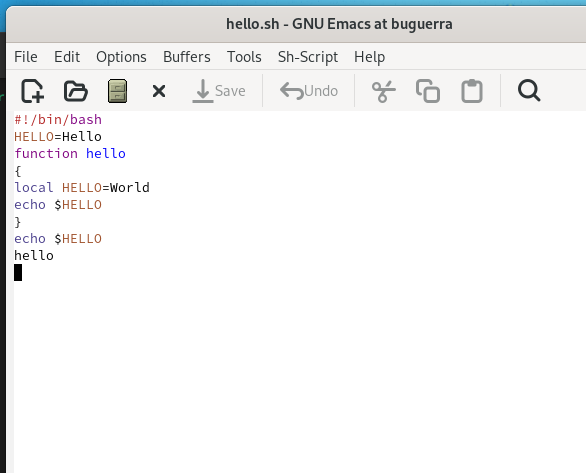 hello.sh - GNU Emacs at buguerra
File Edit Options Buffers Tools Sh-Script Help
Save Undo
#!/bin/bash
HELLO=Hello
function hello
{
local HELLO=World
echo $HELLO
}
echo $HELLO
hello